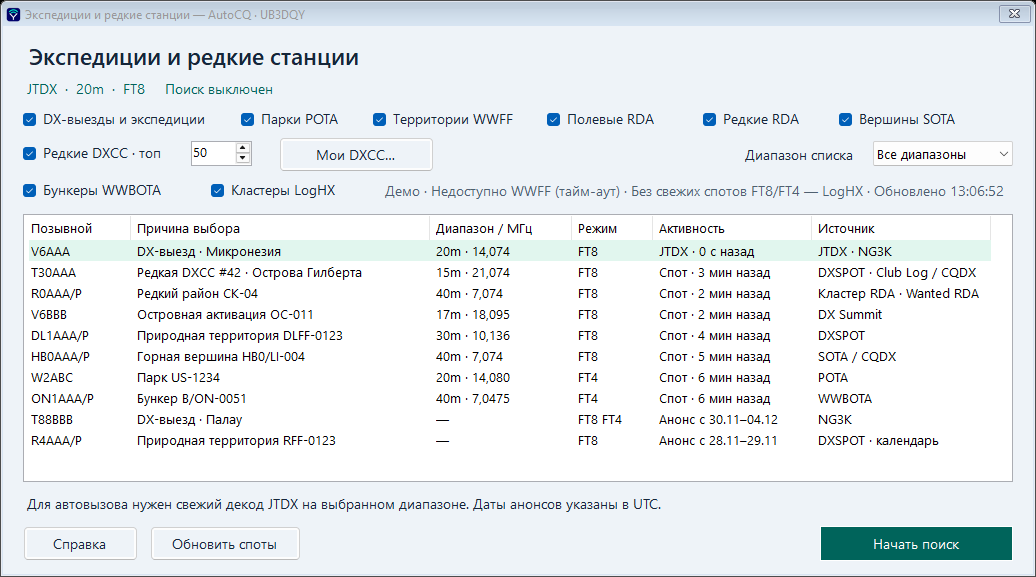 Экспедиции и редкие станции — AutoCQ · UB3DQY
Экспедиции и редкие станции
JTDX · 20m · FT8 Поиск выключен
DX-выезды и экспедиции Парки POTA Территории WWFF Полевые RDA Редкие RDA Вершины SOTA
Редкие DXCC · топ 50 Мои DXCC... Диапазон списка Все диапазоны
Бункеры WWBOTA Кластеры LogHX Демо · Недоступно WWFF (тайм-аут) · Без свежих спотов FT8/FT4 — LogHX · Обновлено 13:06:52
Позывной Причина выбора Диапазон / МГц Режим Активность Источник
V6AAA DX-выезд · Микронезия 20m · 14,074 FT8 JTDX · 0 с назад JTDX · NG3K
T30AAA Редкая DXCC #42 · Острова Гилберта 15m · 21,074 FT8 Спот · 3 мин назад DXSPOT · Club Log / CQDX
R0AAA/P Редкий район СК-04 40m · 7,074 FT8 Спот · 2 мин назад Кластер RDA · Wanted RDA
V6BBB Островная активация OC-011 17m · 18,095 FT8 Спот · 2 мин назад DX Summit
DL1AAA/P Природная территория DLFF-0123 30m · 10,136 FT8 Спот · 4 мин назад DXSPOT
HB0AAA/P Горная вершина HB0/LI-004 40m · 7,074 FT8 Спот · 5 мин назад SOTA / CQDX
W2ABC Парк US-1234 20m · 14,080 FT4 Спот · 6 мин назад POTA
ON1AAA/P Бункер B/ON-0051 40m · 7,0475 FT4 Спот · 6 мин назад WWBOTA
T88BBB DX-выезд · Палау — FT8 FT4 Анонс с 30.11–04.12 NG3K
R4AAA/P Природная территория RFF-0123 — FT8 Анонс с 28.11–29.11 DXSPOT · календарь
Для автовызова нужен свежий декод JTDX на выбранном диапазоне. Даты анонсов указаны в UTC.
Справка Обновить споты Начать поиск